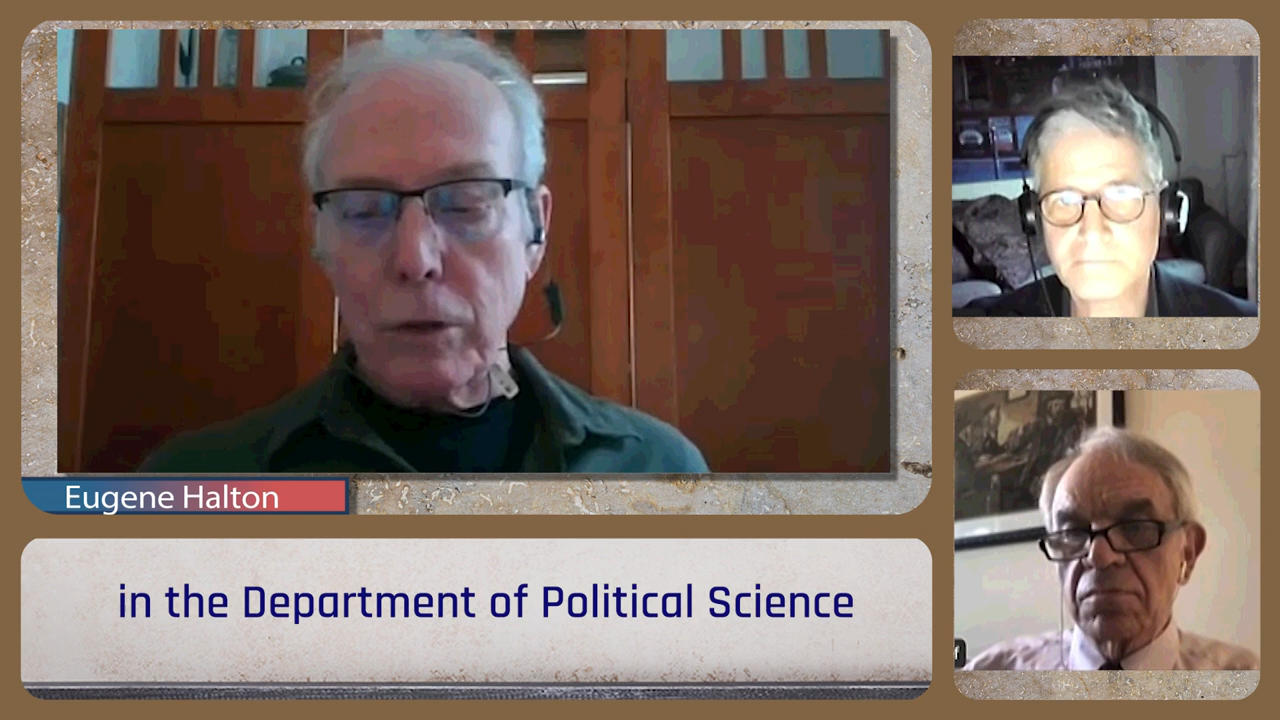 Eugene Halton
in the Department of Political Science
f